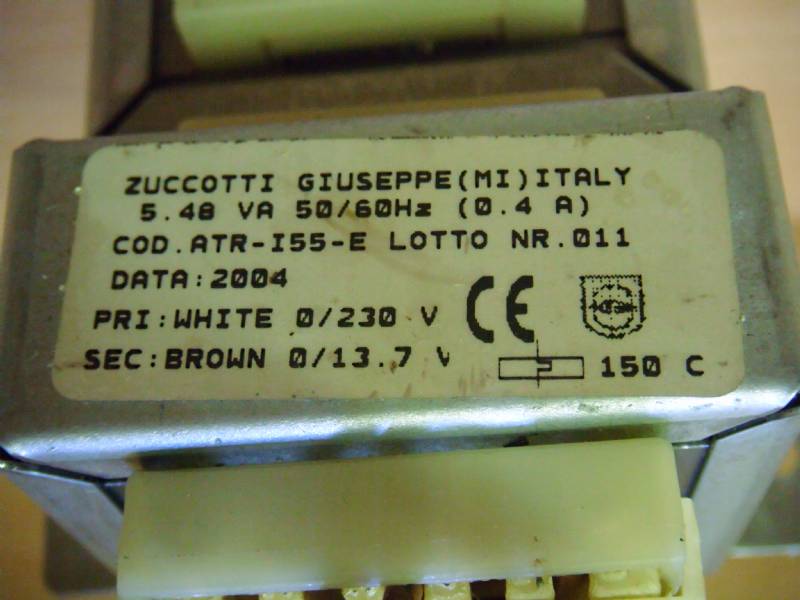 ZUCCOTTI GIUSEPPE(MI)ITALY
5.48 VA 50/60Hz (0.4 A)
COD.ATR-I55-E LOTTO NR.011
DATA:2004
PRI:WHITE 0/230 V CE
SEC:BROWN 0/13.7 V 150 C